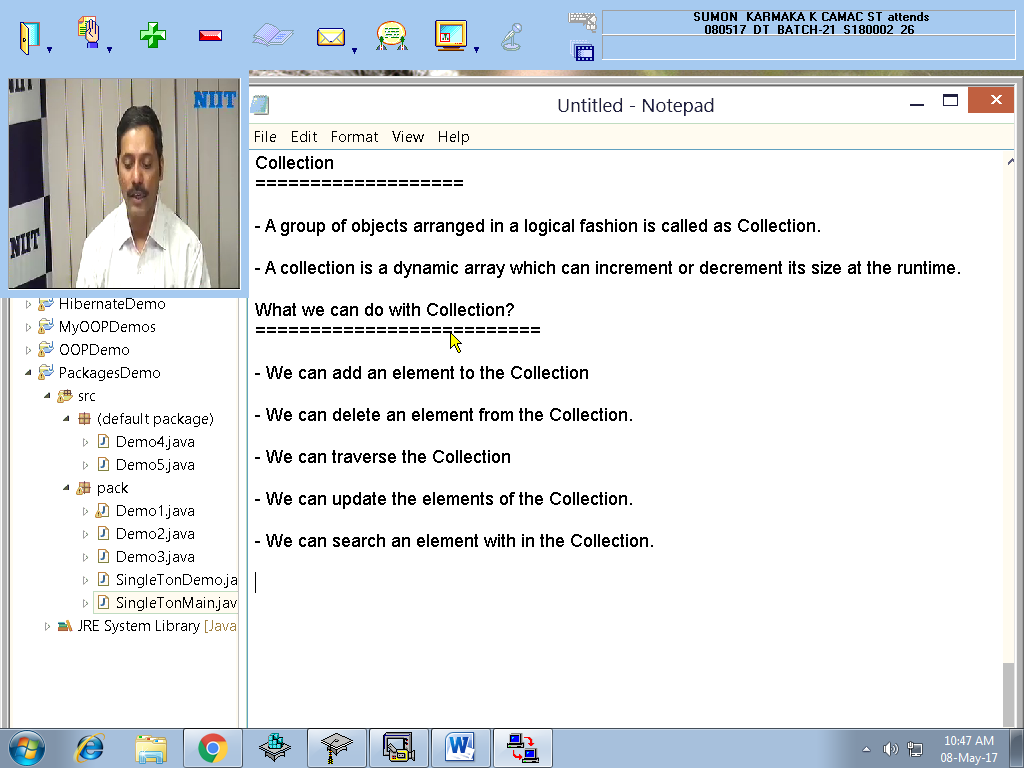 SUMON KARMAKA K CAMAC ST attends
080517_DT_BATCH-21_S180002_26
NIIT
NIIT
Untitled - Notepad
File Edit Format View Help
Collection
===================
- A group of objects arranged in a logical fashion is called as Collection.
- A collection is a dynamic array which can increment or decrement its size at the runtime.
What we can do with Collection?
==========================
- We can add an element to the Collection
- We can delete an element from the Collection.
- We can traverse the Collection
- We can update the elements of the Collection.
- We can search an element with in the Collection.
HibernateDemo
MyOOPDemos
OOPDemo
PackagesDemo
src
(default package)
Demo4.java
Demo5.java
pack
Demo1.java
Demo2.java
Demo3.java
SingleTonDemo.ja
SingleTonMain.jav
JRE System Library [Java
10:47 AM
08-May-17